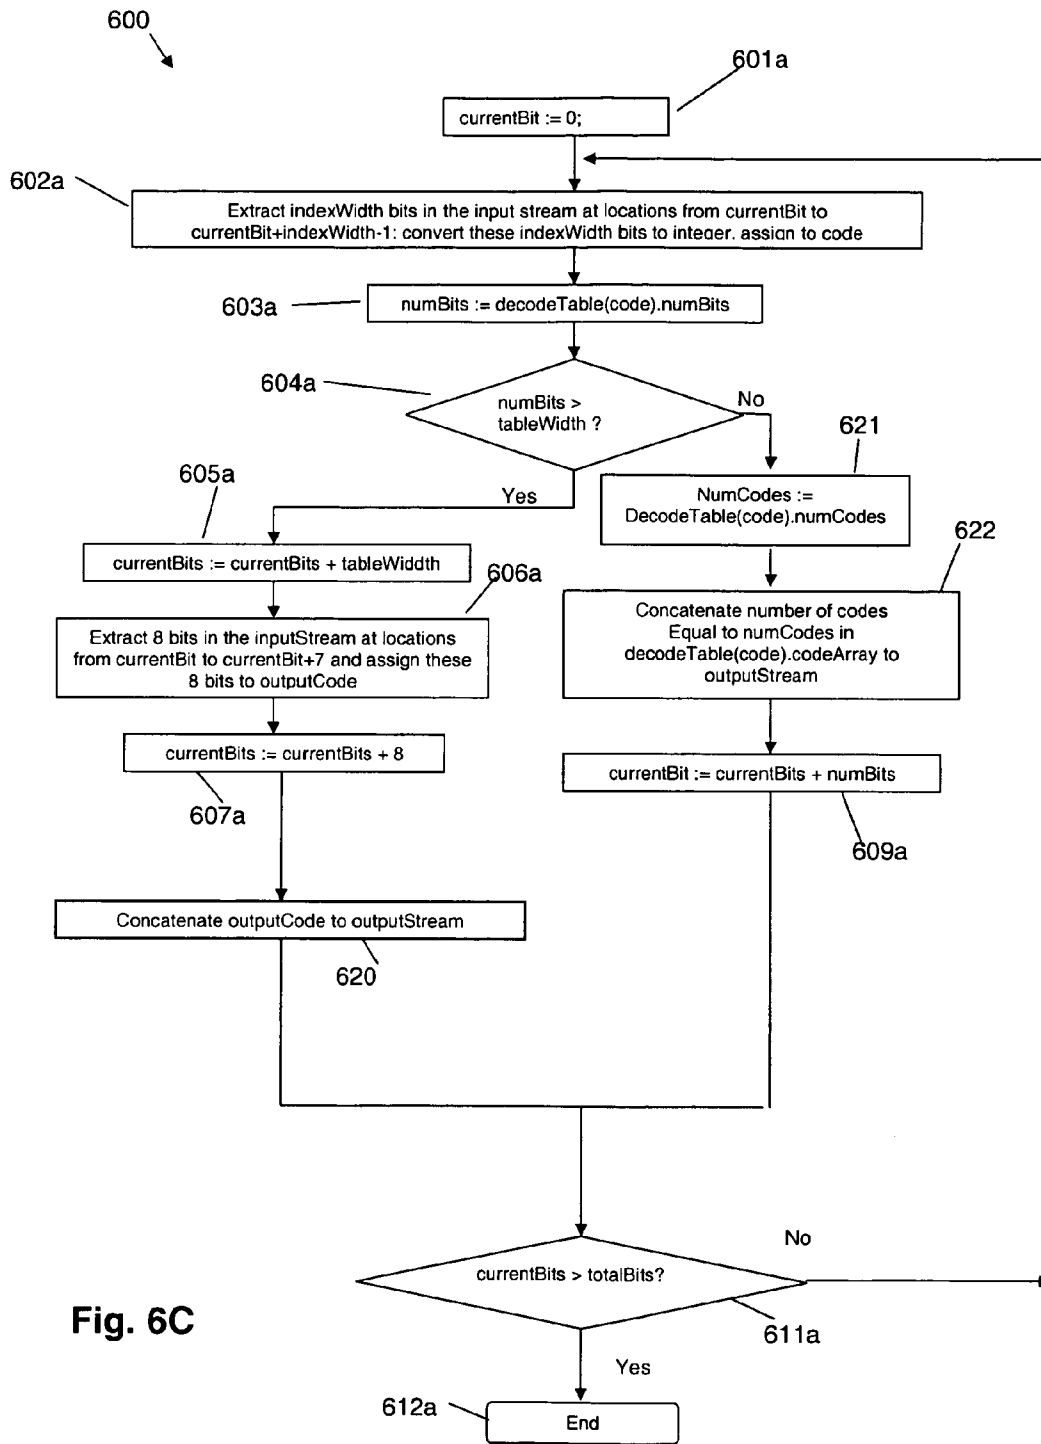 600
601a
currentBit := 0;
602a
Extract indexWidth bits in the input stream at locations from currentBit to
currentBit+indexWidth-1; convert these indexWidth bits to integer, assign to code
603a
numBits := decodeTable(code).numBits
604a
numBits >
tableWidth ?
No
621
605a
Yes
NumCodes :=
DecodeTable(code).numCodes
622
currentBits := currentBits + tableWiddth
606a
Extract 8 bits in the inputStream at locations
from currentBit to currentBit+7 and assign these
8 bits to outputCode
Concatenate number of codes
Equal to numCodes in
decodeTable(code).codeArray to
outputStream
currentBits := currentBits + 8
607a
currentBit := currentBits + numBits
609a
Concatenate outputCode to outputStream
620
No
currentBits > totalBits?
Fig. 6C
611a
Yes
612a
End